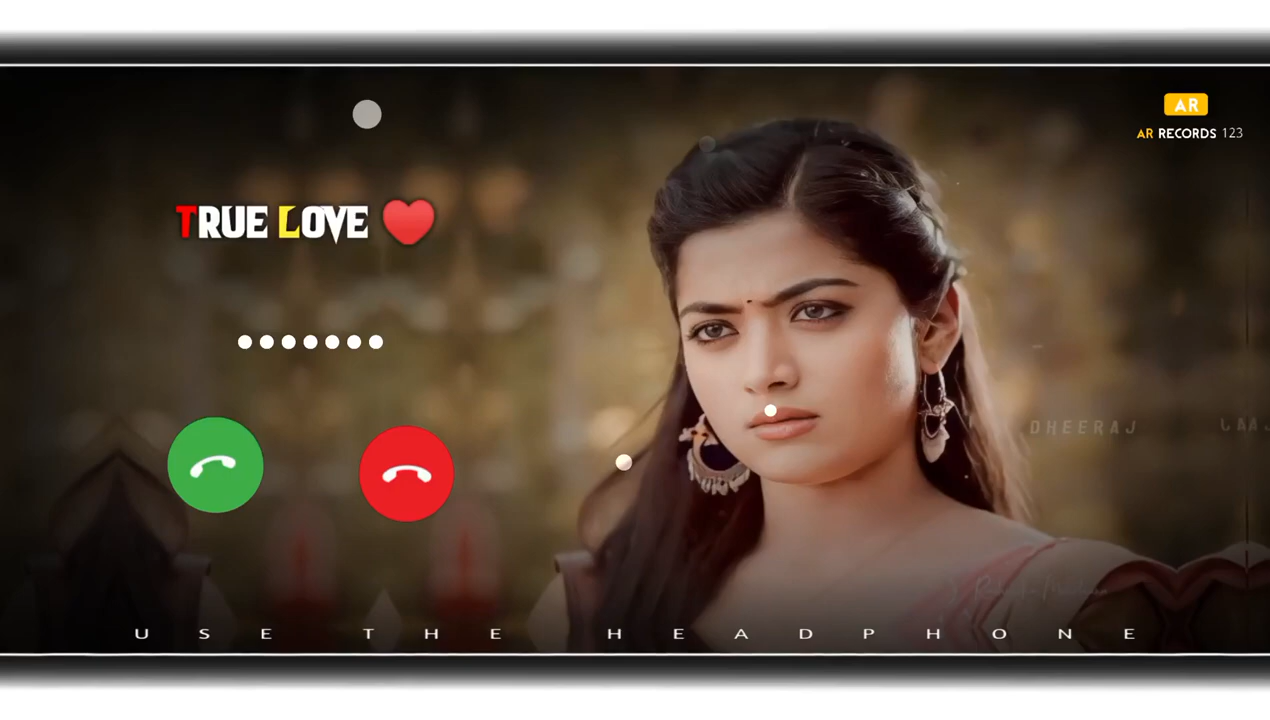 AR
AR RECORDS 123
TRUE LOVE ❤️
DHEERAJ
USE THE HEADPHONE